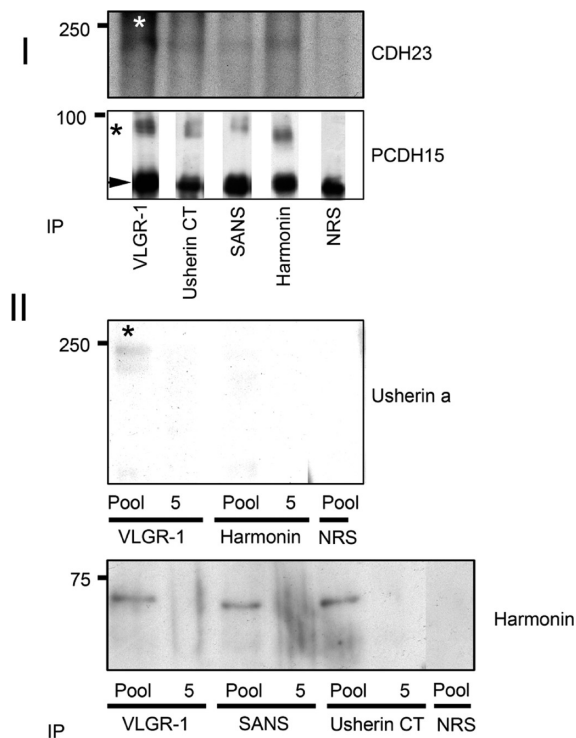 I
250
*
CDH23
100
*
PCDH15
IP
VLGR-1
Usherin CT
SANS
Harmonin
NRS
II
*
250
Usherin a
Pool 5 Pool 5 Pool
VLGR-1 Harmonin NRS
75
Harmonin
Pool 5 Pool 5 Pool 5 Pool
IP VLGR-1 SANS Usherin CT NRS